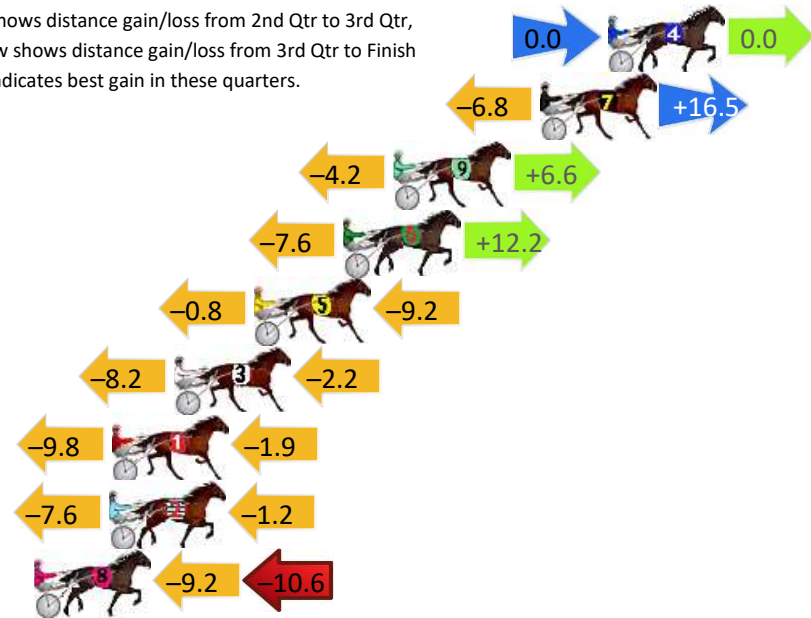 hows distance gain/loss from 2nd Qtr to 3rd Qtr,
w shows distance gain/loss from 3rd Qtr to Finish
ndicates best gain in these quarters.
0.0 4 0.0
–6.8 7 +16.5
–4.2 9 +6.6
–7.6 6 +12.2
–0.8 5 –9.2
–8.2 3 –2.2
–9.8 1 –1.9
–7.6 2 –1.2
8 –9.2 –10.6